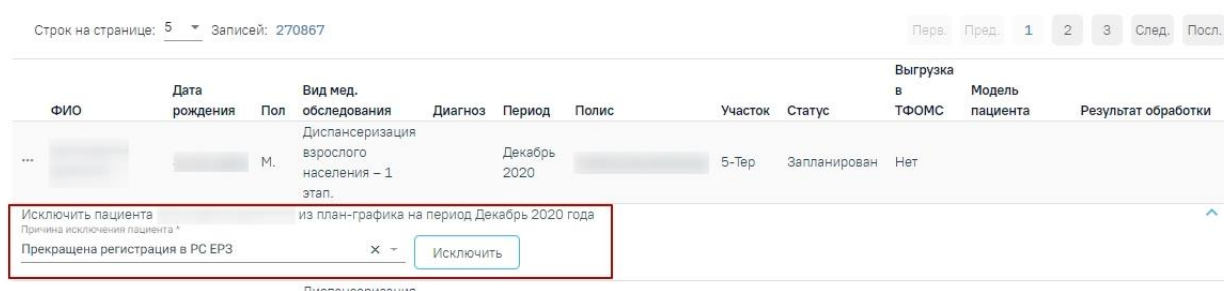 Строк на странице: 5 Записей: 270867 Перв. Пред. 1 2 3 След. Посл.
ФИО Дата рождения Пол Вид мед. обследования Диагноз Период Полис Участок Статус Выгрузка в ТФОМС Модель пациента Результат обработки
... М. Диспансеризация взрослого населения – 1 этап. Декабрь 2020 5-Тер Запланирован Нет
Исключить пациента из план-графика на период Декабрь 2020 года
Причина исключения пациента *
Прекращена регистрация в РС ЕРЗ × Исключить